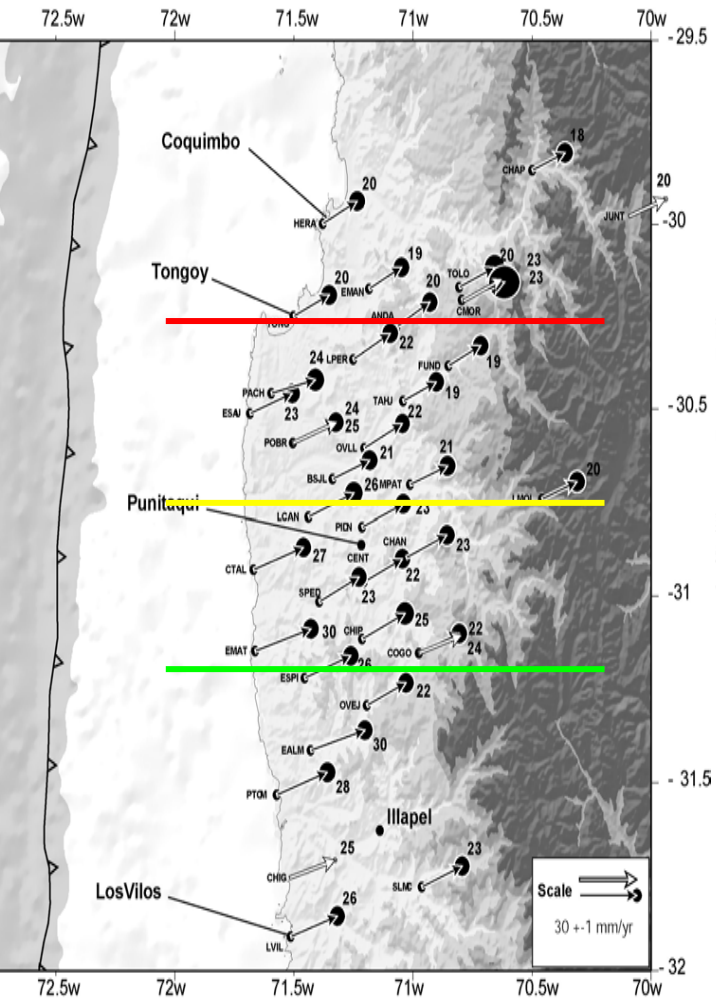 72.5w 72w 71.5w 71w 70.5w 70w
-29.5
18
Coquimbo
CHAP
20
20
HERA
JUNT
-30
19
20 23
Tongoy
20
EMAN
20
TOLO
23
CMOR
ANDA
22
LPER
24
FUND
19
PACH
ESAJ
23
TAHU
19
-30.5
24
22
POBR
25
OVLL
21
21
BSJL
26
MPAT
20
LMOL
Punitaqui
LCAN
PIDN
23
CENT
CHAN
23
CTAL
27
22
SPED
23
-31
30
CHIP
25
22
EMAT
COGO
24
26
ESPI
OVEJ
22
EALM
30
PTOM
28
-31.5
Illapel
25
CHIG
23
SLMC
LosVilos
26
LVIL
Scale
30 +-1 mm/yr
-32
72.5w 72w 71.5w 71w 70.5w 70w